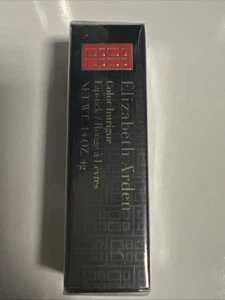 Elizabeth Arden
Color Intrigue
Lipstick / Rouge à Lèvres
NET WT. .14 OZ. 4g